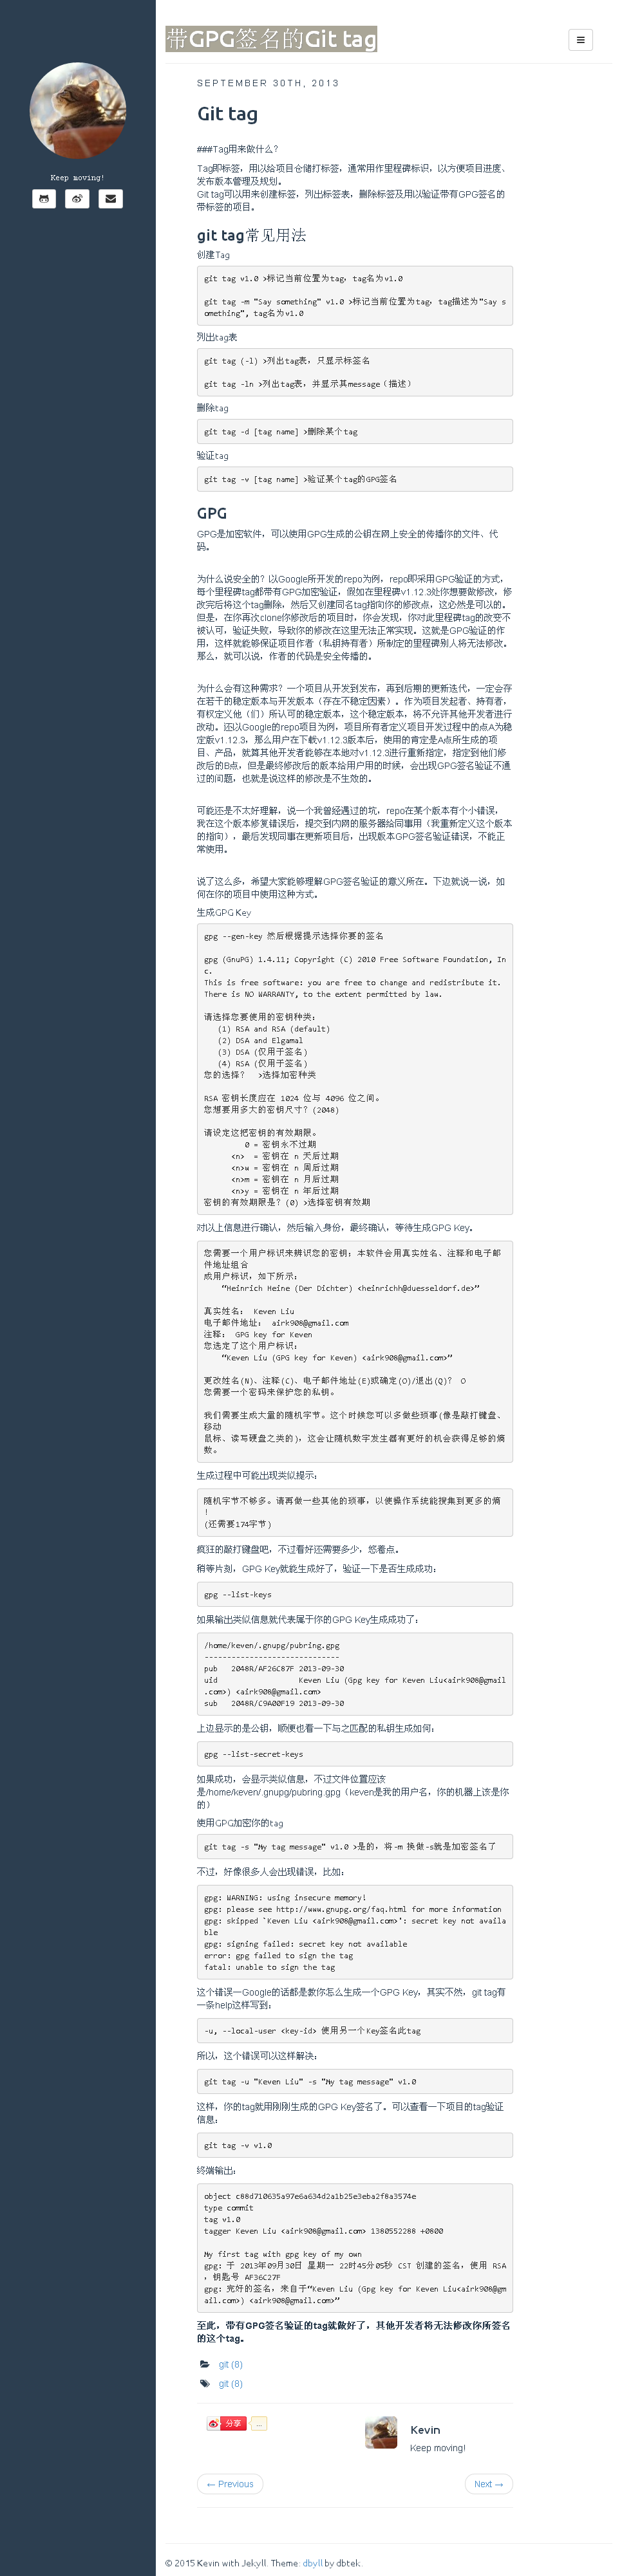 Keep moving!
带GPG签名的Git tag
SEPTEMBER 30TH, 2013
Git tag
###Tag用来做什么?
Tag即标签，用以给项目仓储打标签，通常用作里程碑标识，以方便项目进度、
发布版本管理及规划。
Git tag可以用来创建标签，列出标签表，删除标签及用以验证带有GPG签名的
带标签的项目。
git tag常见用法
创建Tag
git tag v1.0 >标记当前位置为tag，tag名为v1.0
git tag -m "Say something" v1.0 >标记当前位置为tag，tag描述为"Say s
omething", tag名为v1.0
列出tag表
git tag (-l) >列出tag表，只显示标签名
git tag -ln >列出tag表，并显示其message（描述）
删除tag
git tag -d [tag name] >删除某个tag
验证tag
git tag -v [tag name] >验证某个tag的GPG签名
GPG
GPG是加密软件，可以使用GPG生成的公钥在网上安全的传播你的文件、代
码。
为什么说安全的？以Google所开发的repo为例，repo即采用GPG验证的方式，
每个里程碑tag都带有GPG加密验证，假如在里程碑v1.12.3处你想要做修改，修
改完后将这个tag删除，然后又创建同名tag指向你的修改点，这必然是可以的。
但是，在你再次clone你修改后的项目时，你会发现，你对此里程碑tag的改变不
被认可，验证失败，导致你的修改在这里无法正常实现。这就是GPG验证的作
用，这样就能够保证项目作者（私钥持有者）所制定的里程碑别人将无法修改。
那么，就可以说，作者的代码是安全传播的。
为什么会有这种需求？一个项目从开发到发布，再到后期的更新迭代，一定会存
在若干的稳定版本与开发版本（存在不稳定因素）。作为项目发起者、持有者，
有权定义他（们）所认可的稳定版本，这个稳定版本，将不允许其他开发者进行
改动。还以Google的repo项目为例，项目所有者定义项目开发过程中的点A为稳
定版v1.12.3，那么用户在下载v1.12.3版本后，使用的肯定是A点所生成的项
目、产品，就算其他开发者能够在本地对v1.12.3进行重新指定，指定到他们修
改后的B点，但是最终修改后的版本给用户用的时候，会出现GPG签名验证不通
过的问题，也就是说这样的修改是不生效的。
可能还是不太好理解，说一个我曾经遇过的坑，repo在某个版本有个小错误，
我在这个版本修复错误后，提交到内网的服务器给同事用（我重新定义这个版本
的指向），最后发现同事在更新项目后，出现版本GPG签名验证错误，不能正
常使用。
说了这么多，希望大家能够理解GPG签名验证的意义所在。下边就说一说，如
何在你的项目中使用这种方式。
生成GPG Key
gpg --gen-key 然后根据提示选择你要的签名
gpg (GnuPG) 1.4.11; Copyright (C) 2010 Free Software Foundation, In
c.
This is free software: you are free to change and redistribute it.
There is NO WARRANTY, to the extent permitted by law.
请选择您要使用的密钥种类：
(1) RSA and RSA (default)
(2) DSA and Elgamal
(3) DSA (仅用于签名)
(4) RSA (仅用于签名)
您的选择？ >选择加密种类
RSA 密钥长度应在 1024 位与 4096 位之间。
您想要用多大的密钥尺寸？(2048)
请设定这把密钥的有效期限。
0 = 密钥永不过期
<n> = 密钥在 n 天后过期
<n>w = 密钥在 n 周后过期
<n>m = 密钥在 n 月后过期
<n>y = 密钥在 n 年后过期
密钥的有效期限是？(0) >选择密钥有效期
对以上信息进行确认，然后输入身份，最终确认，等待生成GPG Key。
您需要一个用户标识来辨识您的密钥；本软件会用真实姓名、注释和电子邮
件地址组合
成用户标识，如下所示：
“Heinrich Heine (Der Dichter) <heinrichh@duesseldorf.de>”
真实姓名： Keven Liu
电子邮件地址： airk908@gmail.com
注释： GPG key for Keven
您选定了这个用户标识：
“Keven Liu (GPG key for Keven) <airk908@gmail.com>”
更改姓名(N)、注释(C)、电子邮件地址(E)或确定(O)/退出(Q)？ O
您需要一个密码来保护您的私钥。
我们需要生成大量的随机字节。这个时候您可以多做些琐事(像是敲打键盘、
移动
鼠标、读写硬盘之类的)，这会让随机数字发生器有更好的机会获得足够的熵
数。
生成过程中可能出现类似提示：
随机字节不够多。请再做一些其他的琐事，以使操作系统能搜集到更多的熵
！
(还需要174字节)
疯狂的敲打键盘吧，不过看好还需要多少，悠着点。
稍等片刻，GPG Key就能生成好了，验证一下是否生成成功：
gpg --list-keys
如果输出类似信息就代表属于你的GPG Key生成成功了：
/home/keven/.gnupg/pubring.gpg
------------------------------
pub 2048R/AF26C87F 2013-09-30
uid Keven Liu (Gpg key for Keven Liu<airk908@gmail
.com>) <airk908@gmail.com>
sub 2048R/C9A00F19 2013-09-30
上边显示的是公钥，顺便也看一下与之匹配的私钥生成如何：
gpg --list-secret-keys
如果成功，会显示类似信息，不过文件位置应该
是/home/keven/.gnupg/pubring.gpg（keven是我的用户名，你的机器上该是你
的）
使用GPG加密你的tag
git tag -s "My tag message" v1.0 >是的，将-m 换做-s就是加密签名了
不过，好像很多人会出现错误，比如：
gpg: WARNING: using insecure memory!
gpg: please see http://www.gnupg.org/faq.html for more information
gpg: skipped `Keven Liu <airk908@gmail.com>': secret key not availa
ble
gpg: signing failed: secret key not available
error: gpg failed to sign the tag
fatal: unable to sign the tag
这个错误一Google的话都是教你怎么生成一个GPG Key，其实不然，git tag有
一条help这样写到：
-u, --local-user <key-id> 使用另一个Key签名此tag
所以，这个错误可以这样解决：
git tag -u "Keven Liu" -s "My tag message" v1.0
这样，你的tag就用刚刚生成的GPG Key签名了。可以查看一下项目的tag验证
信息：
git tag -v v1.0
终端输出：
object c88d710635a97e6a634d2a1b25e3eba2f8a3574e
type commit
tag v1.0
tagger Keven Liu <airk908@gmail.com> 1380552288 +0800
My first tag with gpg key of my own
gpg: 于 2013年09月30日 星期一 22时45分05秒 CST 创建的签名，使用 RSA
，钥匙号 AF36C27F
gpg: 完好的签名，来自于“Keven Liu (Gpg key for Keven Liu<airk908@gm
ail.com>) <airk908@gmail.com>”
至此，带有GPG签名验证的tag就做好了，其他开发者将无法修改你所签名
的这个tag。
git (8)
git (8)
分享
...
Kevin
Keep moving!
← Previous
Next →
© 2015 Kevin with Jekyll. Theme: dbyll by dbtek.